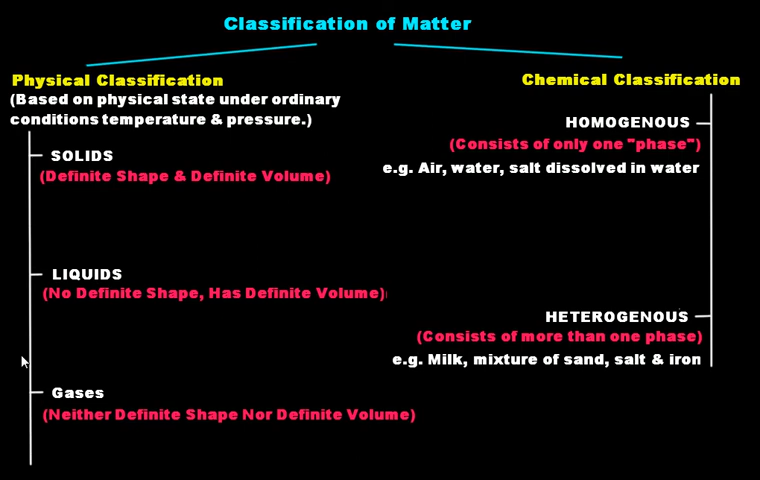 Classification of Matter
Physical Classification
(Based on physical state under ordinary
conditions temperature & pressure.)
SOLIDS
(Definite Shape & Definite Volume)
LIQUIDS
(No Definite Shape, Has Definite Volume)
Gases
(Neither Definite Shape Nor Definite Volume)
Chemical Classification
HOMOGENOUS
(Consists of only one "phase")
e.g. Air, water, salt dissolved in water
HETEROGENOUS
(Consists of more than one phase)
e.g. Milk, mixture of sand, salt & iron